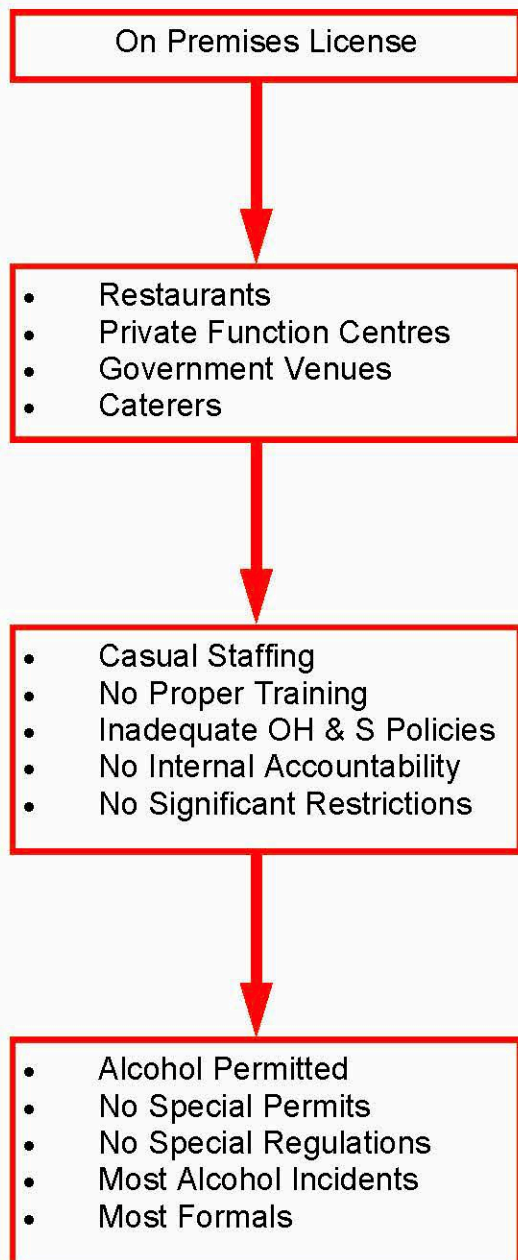 On Premises License
• Restaurants
• Private Function Centres
• Government Venues
• Caterers
• Casual Staffing
• No Proper Training
• Inadequate OH & S Policies
• No Internal Accountability
• No Significant Restrictions
• Alcohol Permitted
• No Special Permits
• No Special Regulations
• Most Alcohol Incidents
• Most Formals